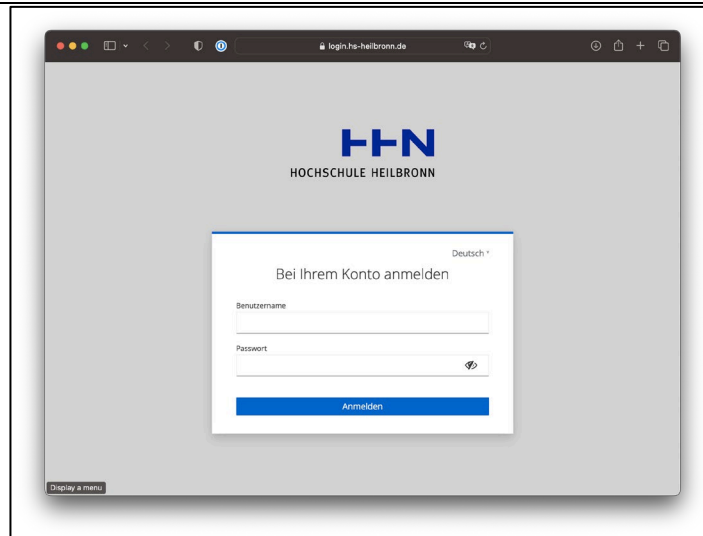 login.hs-heilbronn.de
HHN
HOCHSCHULE HEILBRONN
Deutsch
Bei Ihrem Konto anmelden
Benutzername
Passwort
Anmelden
Display a menu